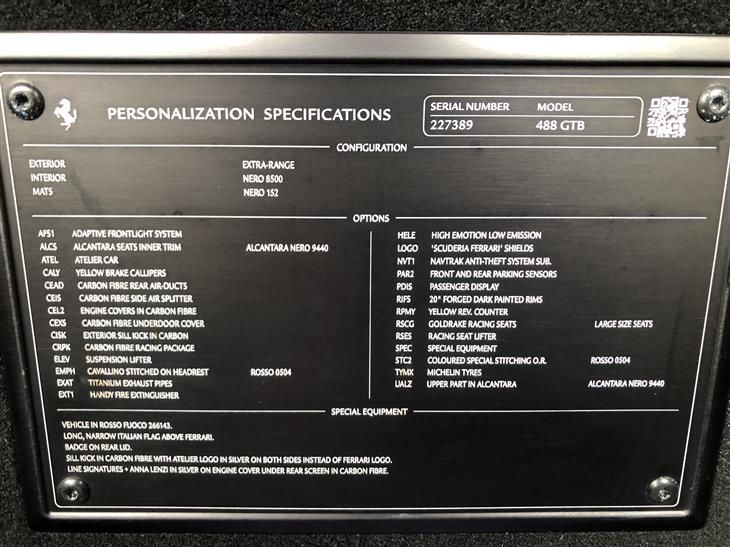 PERSONALIZATION SPECIFICATIONS
SERIAL NUMBER MODEL
227389 488 GTB
CONFIGURATION
EXTERIOR EXTRA-RANGE
INTERIOR NERO 8500
MATS NERO 152
OPTIONS
AFS1 ADAPTIVE FRONTLIGHT SYSTEM
ALCS ALCANTARA SEATS INNER TRIM ALCANTARA NERO 9440
ATEL ATELIER CAR
CALY YELLOW BRAKE CALLIPERS
CEAD CARBON FIBRE REAR AIR-DUCTS
CEIS CARBON FIBRE SIDE AIR SPLITTER
CEL2 ENGINE COVERS IN CARBON FIBRE
CEXS CARBON FIBRE UNDERDOOR COVER
CISK EXTERIOR SILL KICK IN CARBON
CRPK CARBON FIBRE RACING PACKAGE
ELEV SUSPENSION LIFTER
EMPH CAVALLINO STITCHED ON HEADREST ROSSO 0504
EXAT TITANIUM EXHAUST PIPES
EXT1 HANDY FIRE EXTINGUISHER
HELE HIGH EMOTION LOW EMISSION
LOGO 'SCUDERIA FERRARI' SHIELDS
NVT1 NAVTRAK ANTI-THEFT SYSTEM SUB.
PAR2 FRONT AND REAR PARKING SENSORS
PDIS PASSENGER DISPLAY
RIFS 20" FORGED DARK PAINTED RIMS
RPMY YELLOW REV. COUNTER
RSCG GOLDRAKE RACING SEATS LARGE SIZE SEATS
RSES RACING SEAT LIFTER
SPEC SPECIAL EQUIPMENT
STC2 COLOURED SPECIAL STITCHING O.R. ROSSO 0504
TYMX MICHELIN TYRES
UALZ UPPER PART IN ALCANTARA ALCANTARA NERO 9440
SPECIAL EQUIPMENT
VEHICLE IN ROSSO FUOCO 266143.
LONG, NARROW ITALIAN FLAG ABOVE FERRARI.
BADGE ON REAR LID.
SILL KICK IN CARBON FIBRE WITH ATELIER LOGO IN SILVER ON BOTH SIDES INSTEAD OF FERRARI LOGO.
LINE SIGNATURES + ANNA LENZI IN SILVER ON ENGINE COVER UNDER REAR SCREEN IN CARBON FIBRE.